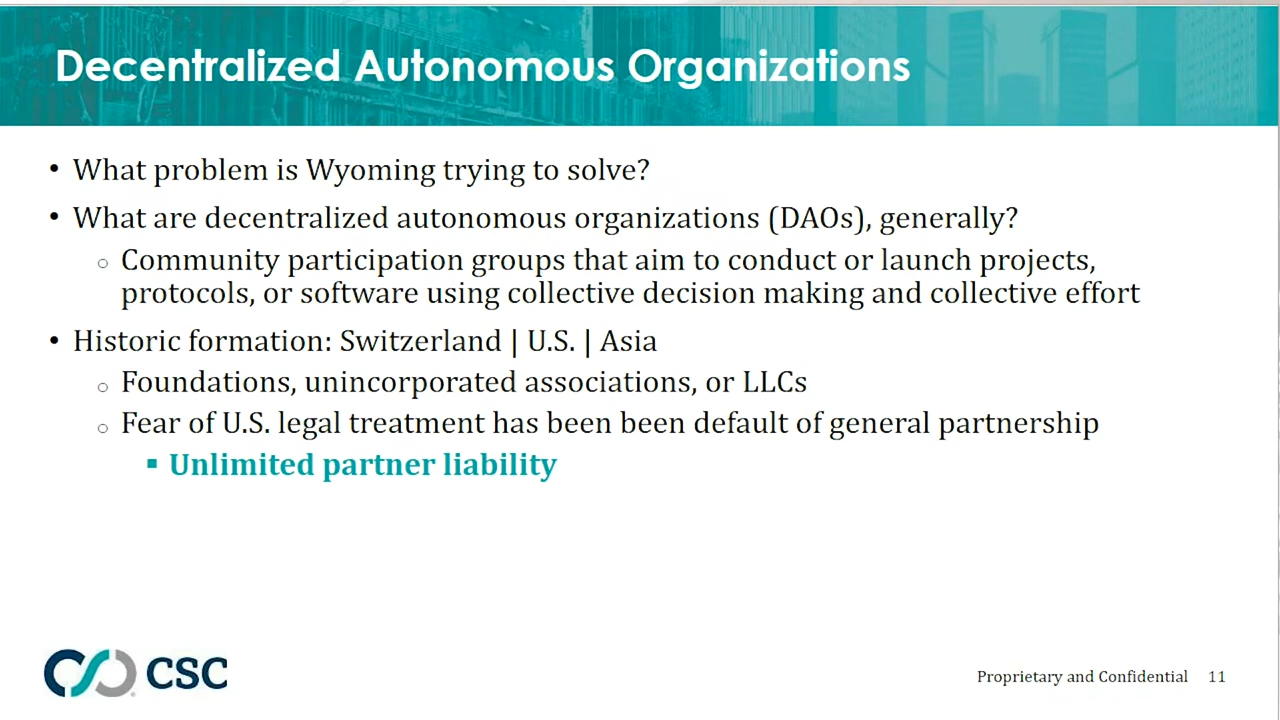 Decentralized Autonomous Organizations
• What problem is Wyoming trying to solve?
• What are decentralized autonomous organizations (DAOs), generally?
○ Community participation groups that aim to conduct or launch projects,
protocols, or software using collective decision making and collective effort
• Historic formation: Switzerland | U.S. | Asia
○ Foundations, unincorporated associations, or LLCs
○ Fear of U.S. legal treatment has been been default of general partnership
▪ Unlimited partner liability
CSC
Proprietary and Confidential 11